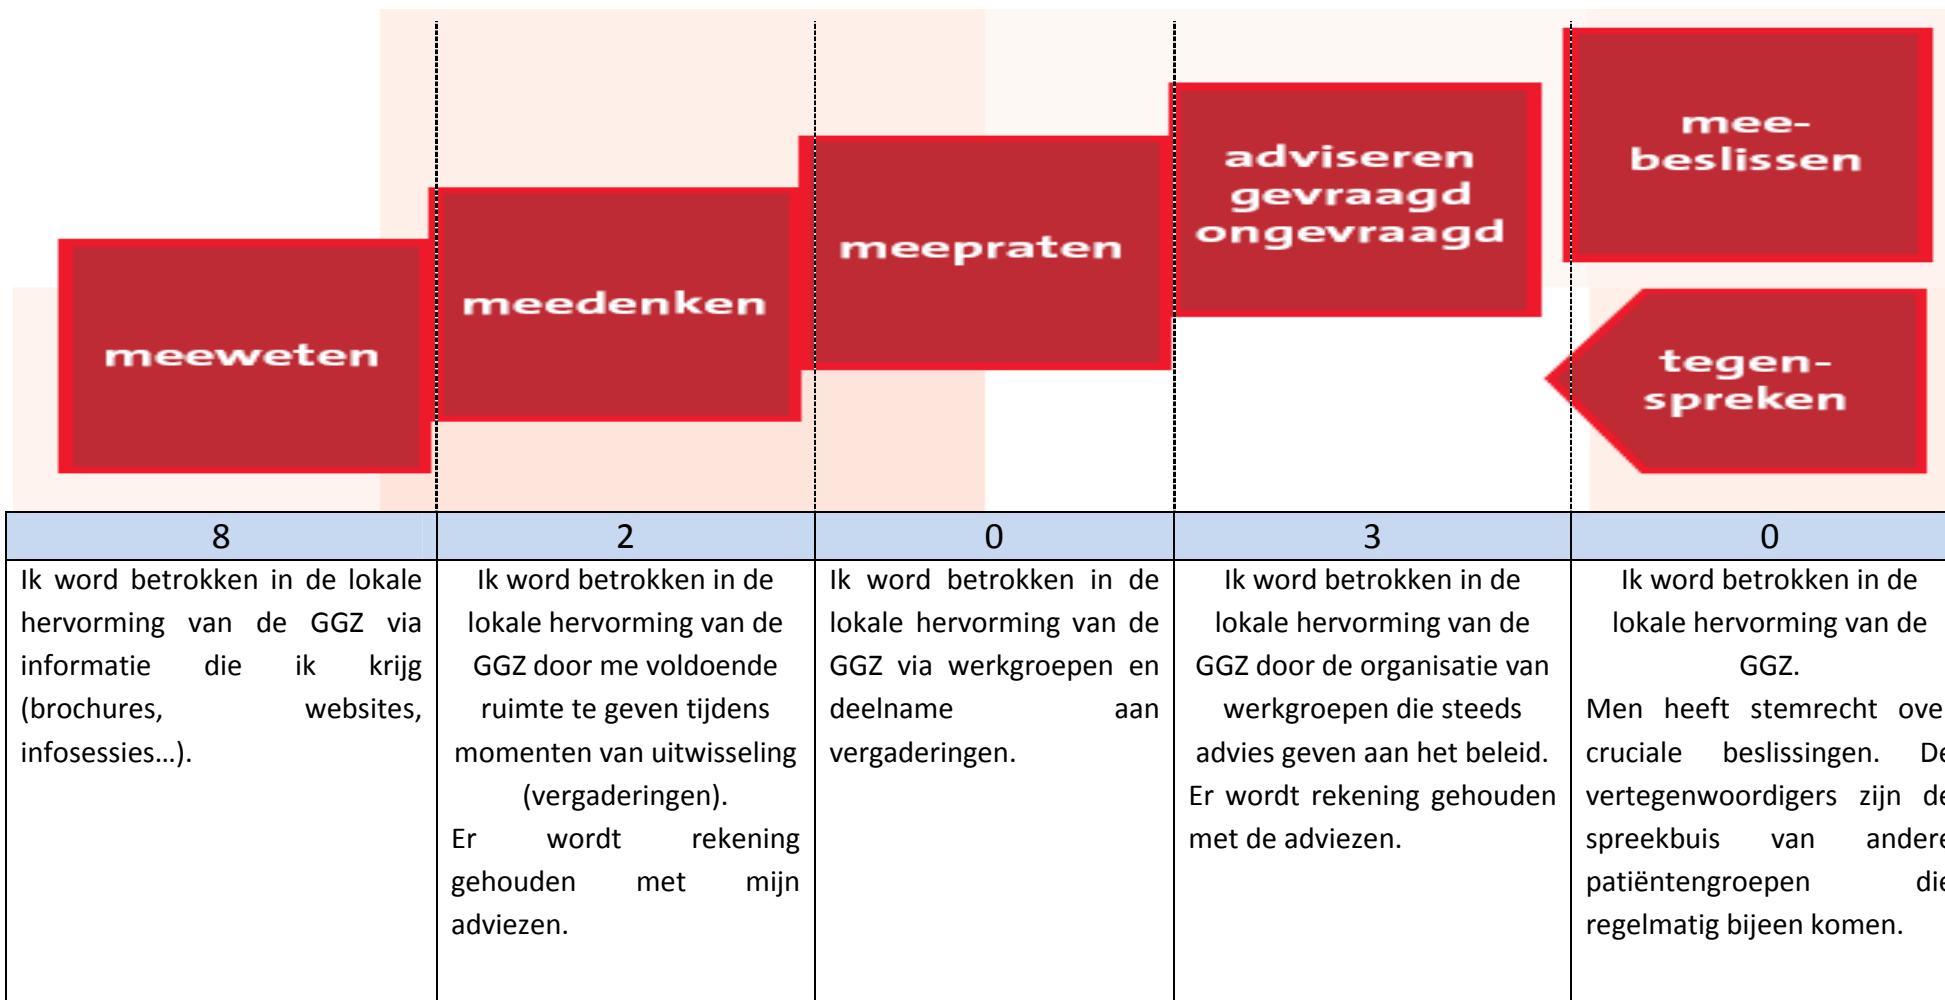 meeweten
meedenken
meepraten
adviseren
gevraagd
ongevraagd
mee-
beslissen
tegen-
spreken
8
2
0
3
0
Ik word betrokken in de lokale
hervorming van de GGZ via
informatie die ik krijg
(brochures, websites,
infosessies...).
Ik word betrokken in de
lokale hervorming van de
GGZ door me voldoende
ruimte te geven tijdens
momenten van uitwisseling
(vergaderingen).
Er wordt rekening
gehouden met mijn
adviezen.
Ik word betrokken in de
lokale hervorming van de
GGZ via werkgroepen en
deelname aan
vergaderingen.
Ik word betrokken in de
lokale hervorming van de
GGZ door de organisatie van
werkgroepen die steeds
advies geven aan het beleid.
Er wordt rekening gehouden
met de adviezen.
Ik word betrokken in de
lokale hervorming van de
GGZ.
Men heeft stemrecht
cruciale beslissingen. De
vertegenwoordigers zijn de
spreekbuis van andere
patiëntengroepen die
regelmatig bijeen komen.